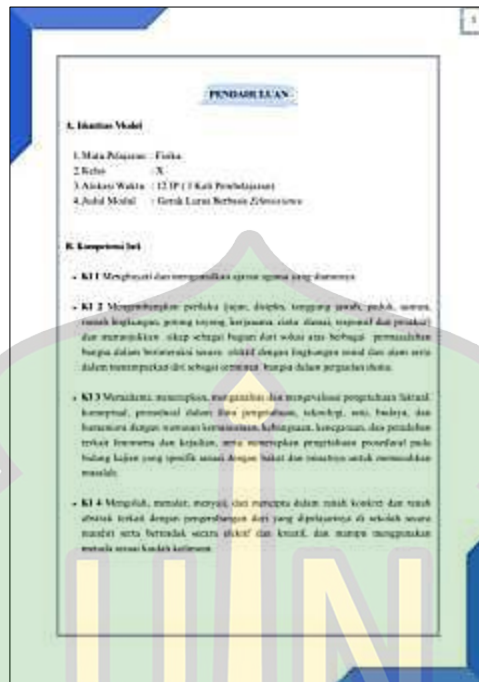 PENDAHULUAN
A. Identitas Modul
1. Mata Pelajaran : Fisika
2. Kelas : X
3. Alokasi Waktu : 12 JP ( 3 Kali Pembelajaran)
4. Judul Modul : Gerak Lurus Berbasis Ethnoscience
B. Kompetensi Inti
• KI 1 Menghayati dan mengamalkan ajaran agama yang dianutnya
• KI 2 Mengembangkan perilaku (jujur, disiplin, tanggung jawab, peduli, santun,
ramah lingkungan, gotong royong, kerjasama, cinta damai, responsif dan proaktif)
dan menunjukkan sikap sebagai bagian dari solusi atas berbagai permasalahan
bangsa dalam berinteraksi secara efektif dengan lingkungan sosial dan alam serta
dalam menempatkan diri sebagai cerminan bangsa dalam pergaulan dunia.
• KI 3 Memahami, menerapkan, menganalisis dan mengevaluasi pengetahuan faktual,
konseptual, prosedural dalam ilmu pengetahuan, teknologi, seni, budaya, dan
humaniora dengan wawasan kemanusiaan, kebangsaan, kenegaraan, dan peradaban
terkait fenomena dan kejadian, serta menerapkan pengetahuan prosedural pada
bidang kajian yang spesifik sesuai dengan bakat dan minatnya untuk memecahkan
masalah.
• KI 4 Mengolah, menalar, menyaji, dan mencipta dalam ranah konkret dan ranah
abstrak terkait dengan pengembangan dari yang dipelajarinya di sekolah secara
mandiri serta bertindak secara efektif dan kreatif, dan mampu menggunakan
metoda sesuai kaidah keilmuan.
UIN